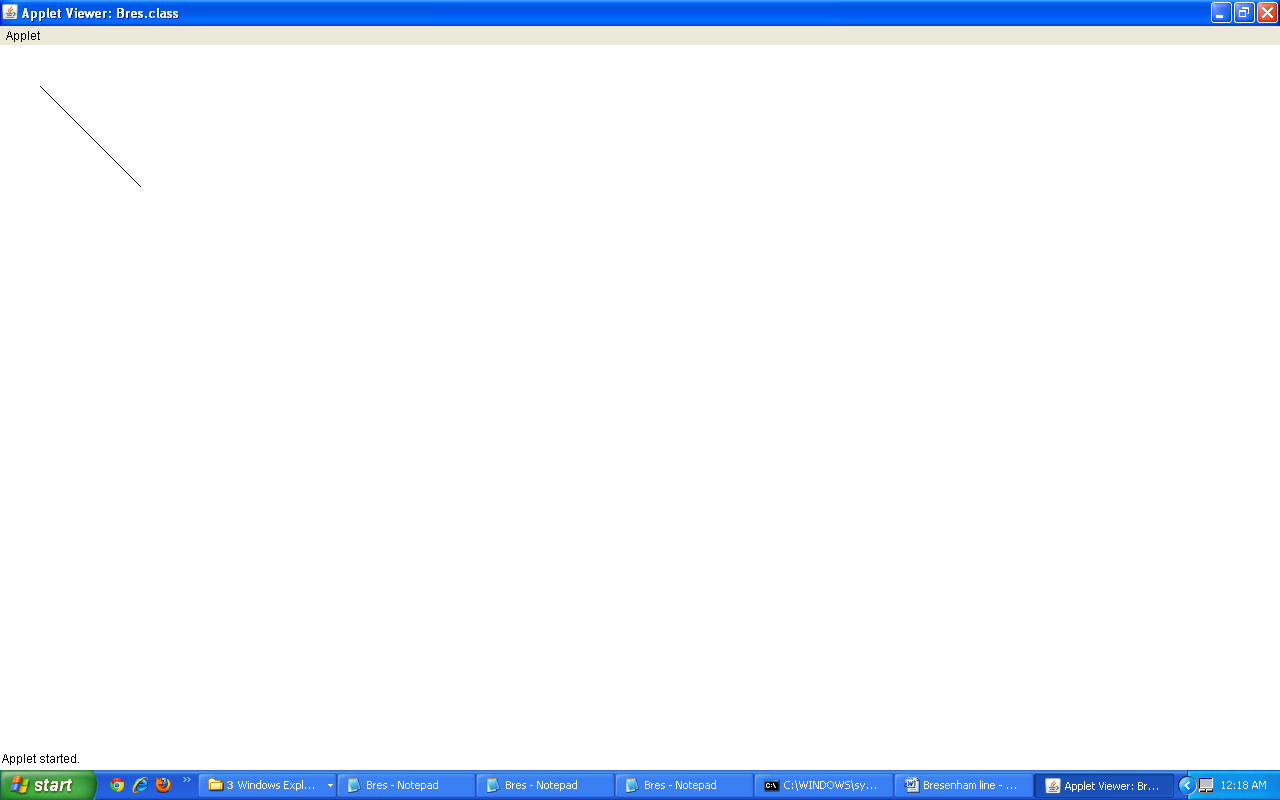 Applet Viewer: Bres.class
Applet
Applet started.
start
3 Windows Expl...
Bres - Notepad
Bres - Notepad
Bres - Notepad
C:\WINDOWS\sy...
Bresenham line - ...
Applet Viewer: Br...
12:18 AM